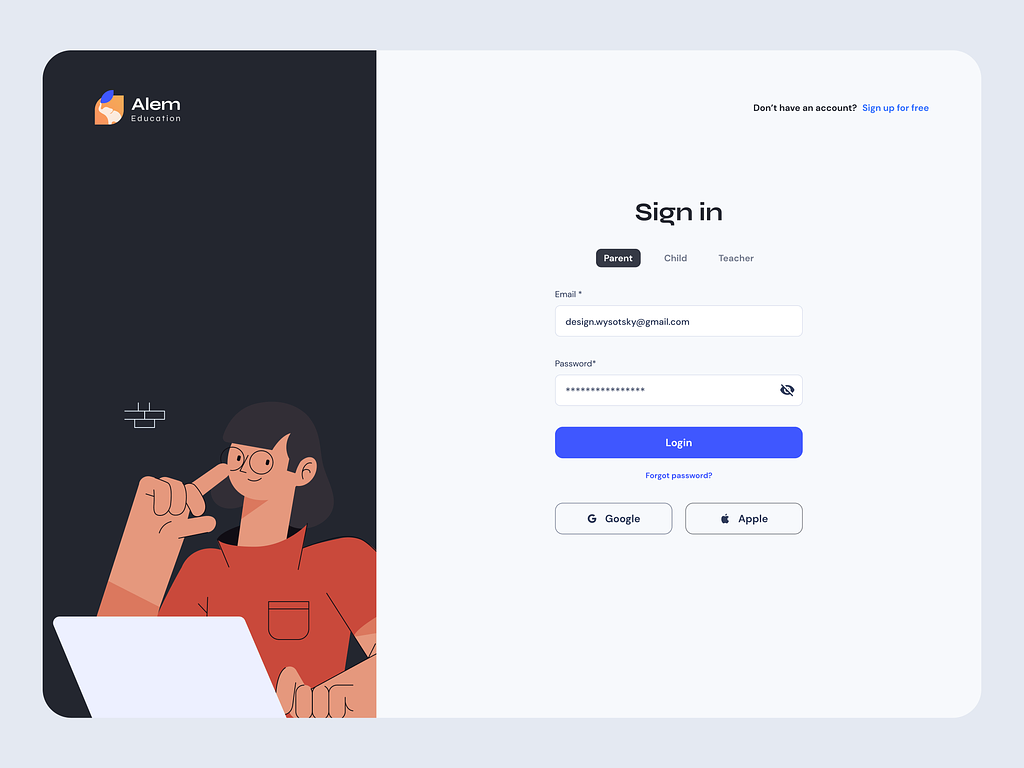 Alem
Education
Don't have an account? Sign up for free
Sign in
Parent Child Teacher
Email *
design.wysotsky@gmail.com
Password*
****************
Login
Forgot password?
Google Apple